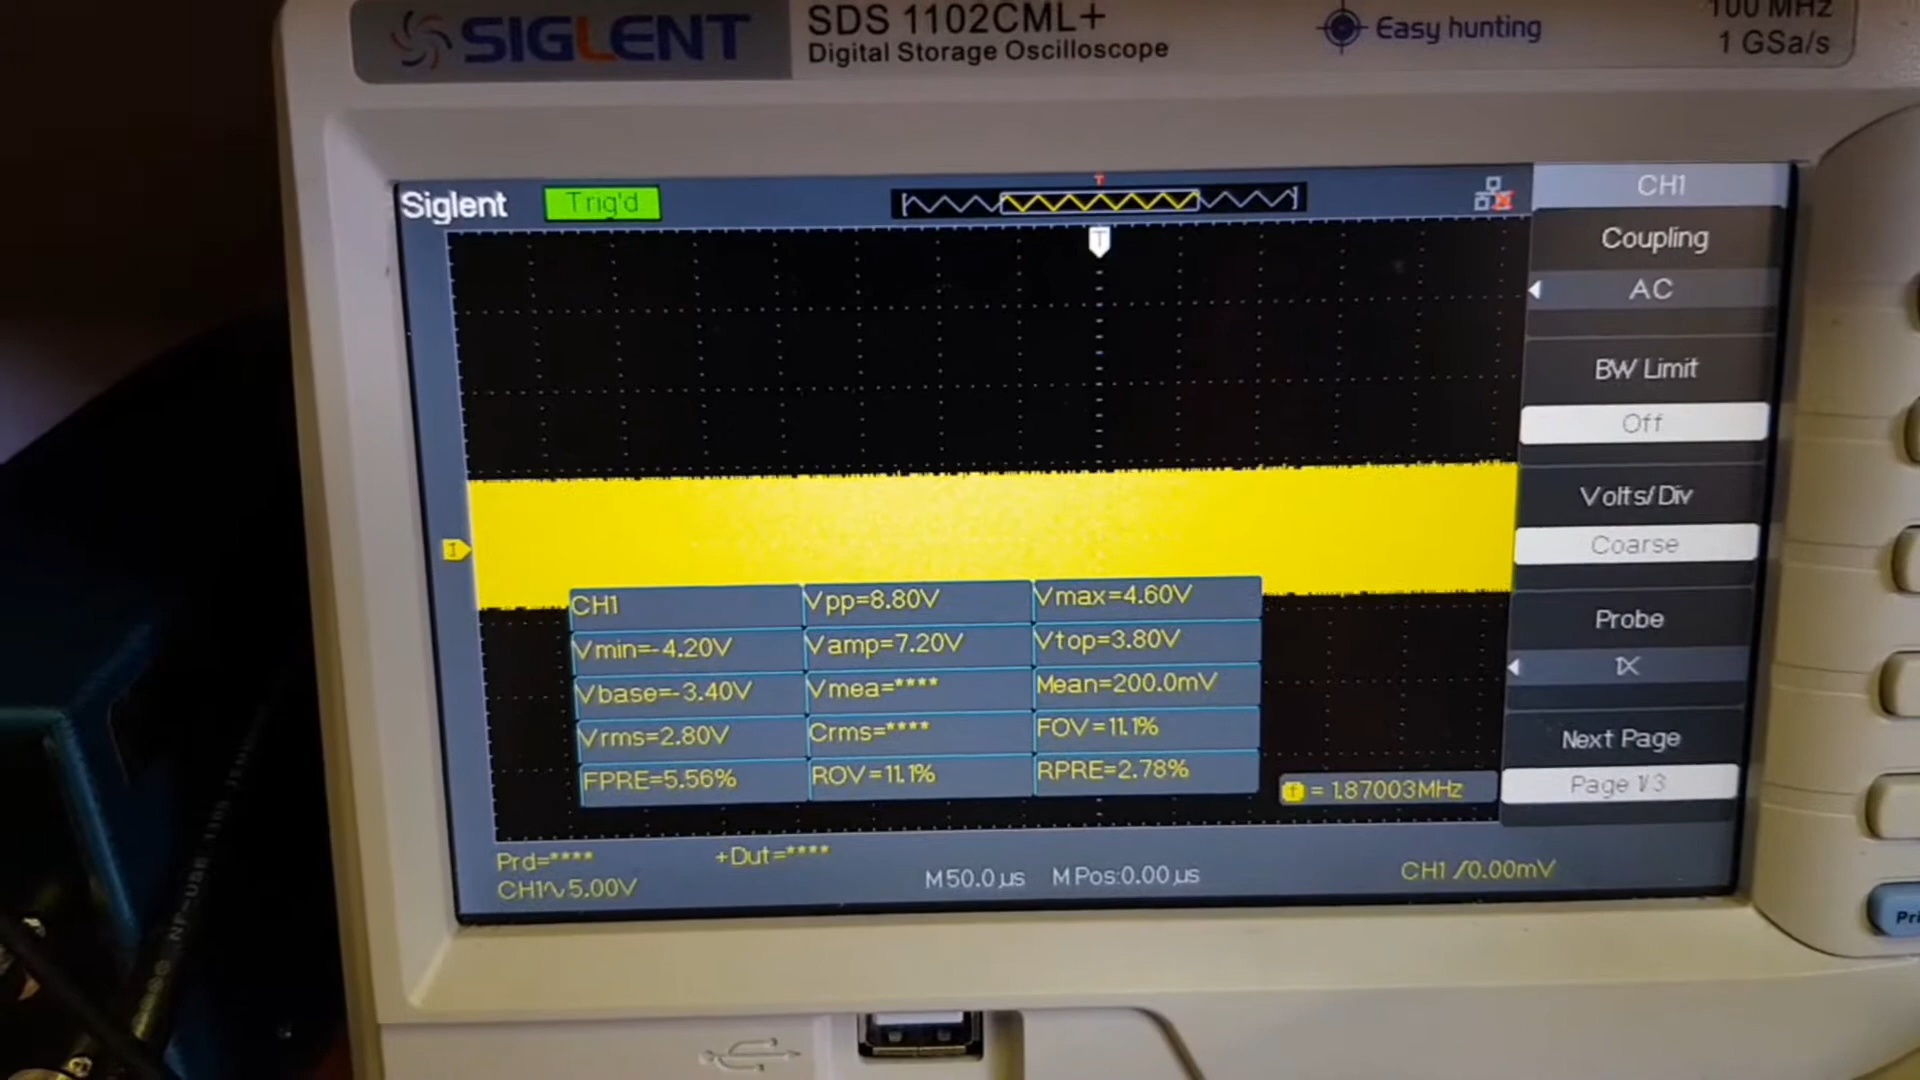 SIGLENT
SDS 1102CML+
Digital Storage Oscilloscope
Easy hunting
100 MHz
1 GSa/s
Siglent
Trig'd
T
T
CH1
Coupling
AC
BW Limit
Off
Volts/Div
Coarse
Probe
1X
Next Page
Page 1/3
1
CH1 Vpp=8.80V Vmax=4.60V
Vmin=-4.20V Vamp=7.20V Vtop=3.80V
Vbase=-3.40V Vmea=**** Mean=200.0mV
Vrms=2.80V Crms=**** FOV=11.1%
FPRE=5.56% ROV=11.1% RPRE=2.78%
f = 1.87003MHz
Prd=**** +Dut=****
CH1∿5.00V M50.0µs M Pos:0.00µs CH1 /0.00mV